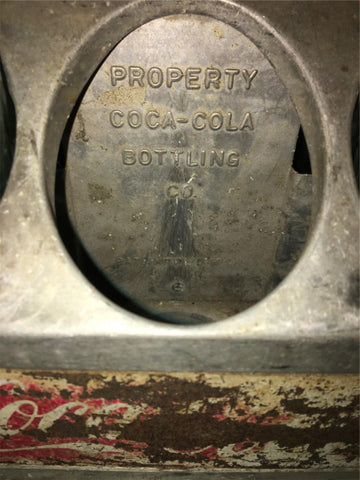 PROPERTY
COCA-COLA
BOTTLING
CO.